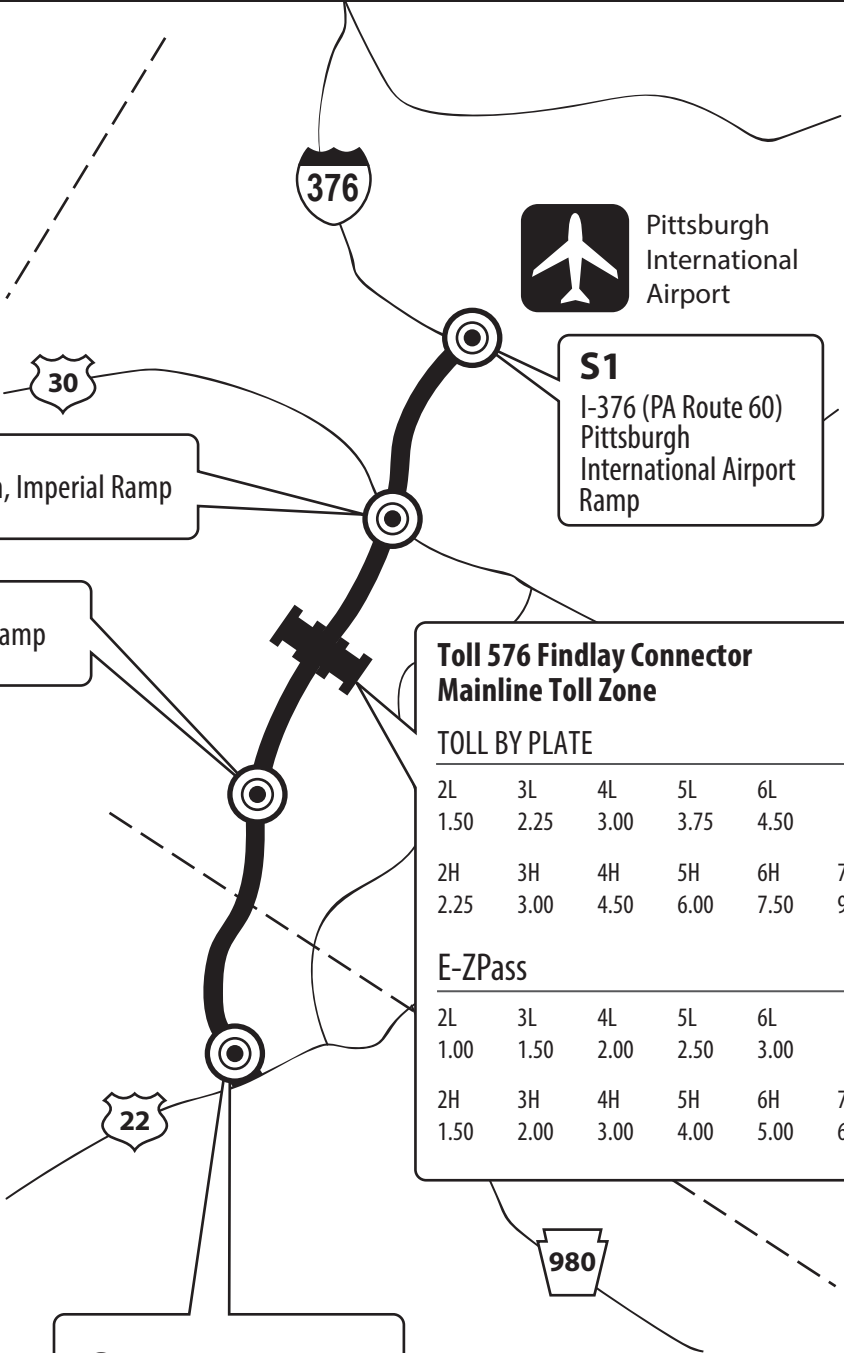 376
Pittsburgh
International
Airport
S1
I-376 (PA Route 60)
Pittsburgh
International Airport
Ramp
30
, Imperial Ramp
amp
Toll 576 Findlay Connector
Mainline Toll Zone
TOLL BY PLATE
2L 3L 4L 5L 6L
1.50 2.25 3.00 3.75 4.50
2H 3H 4H 5H 6H 7
2.25 3.00 4.50 6.00 7.50 9
E-ZPass
2L 3L 4L 5L 6L
1.00 1.50 2.00 2.50 3.00
2H 3H 4H 5H 6H 7
1.50 2.00 3.00 4.00 5.00 6
22
980